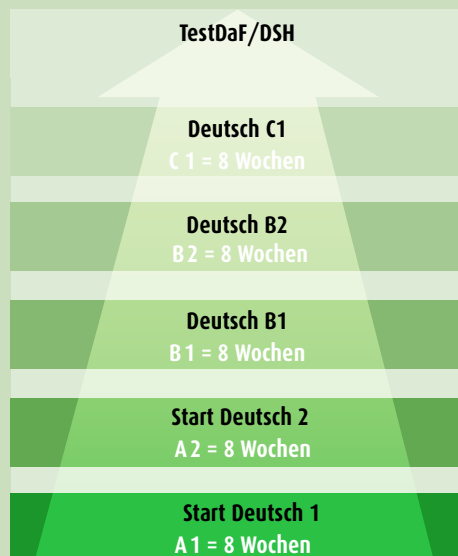 TestDaF/DSH
Deutsch C1
C 1 = 8 Wochen
Deutsch B2
B 2 = 8 Wochen
Deutsch B1
B 1 = 8 Wochen
Start Deutsch 2
A 2 = 8 Wochen
Start Deutsch 1
A 1 = 8 Wochen